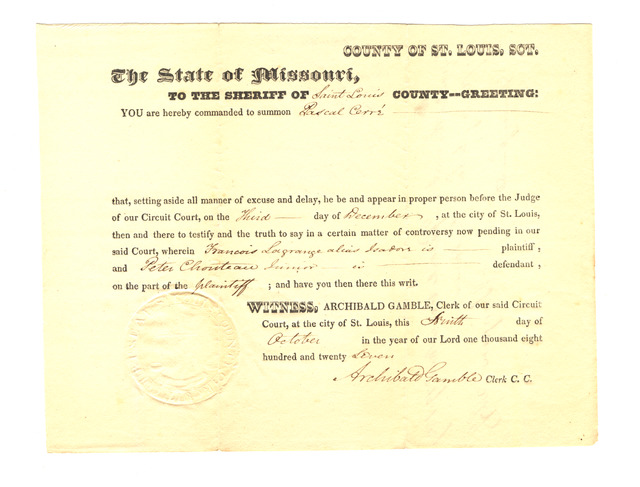 COUNTY OF ST. LOUIS, SCT.
The State of Missouri,
TO THE SHERIFF OF Saint Louis COUNTY--GREETING:
YOU are hereby commanded to summon Pascal Cerré
that, setting aside all manner of excuse and delay, he be and appear in proper person before the Judge
of our Circuit Court, on the Third day of December, at the city of St. Louis,
then and there to testify and the truth to say in a certain matter of controversy now pending in our
said Court, wherein Francois Lagrange alias Isadore is plaintiff,
and Peter Chouteau Junior is defendant,
on the part of the plaintiff ; and have you then there this writ.
WITNESS, ARCHIBALD GAMBLE, Clerk of our said Circuit
Court, at the city of St. Louis, this Ninth day of
October in the year of our Lord one thousand eight
hundred and twenty Seven
Archibald Gamble Clerk C. C.